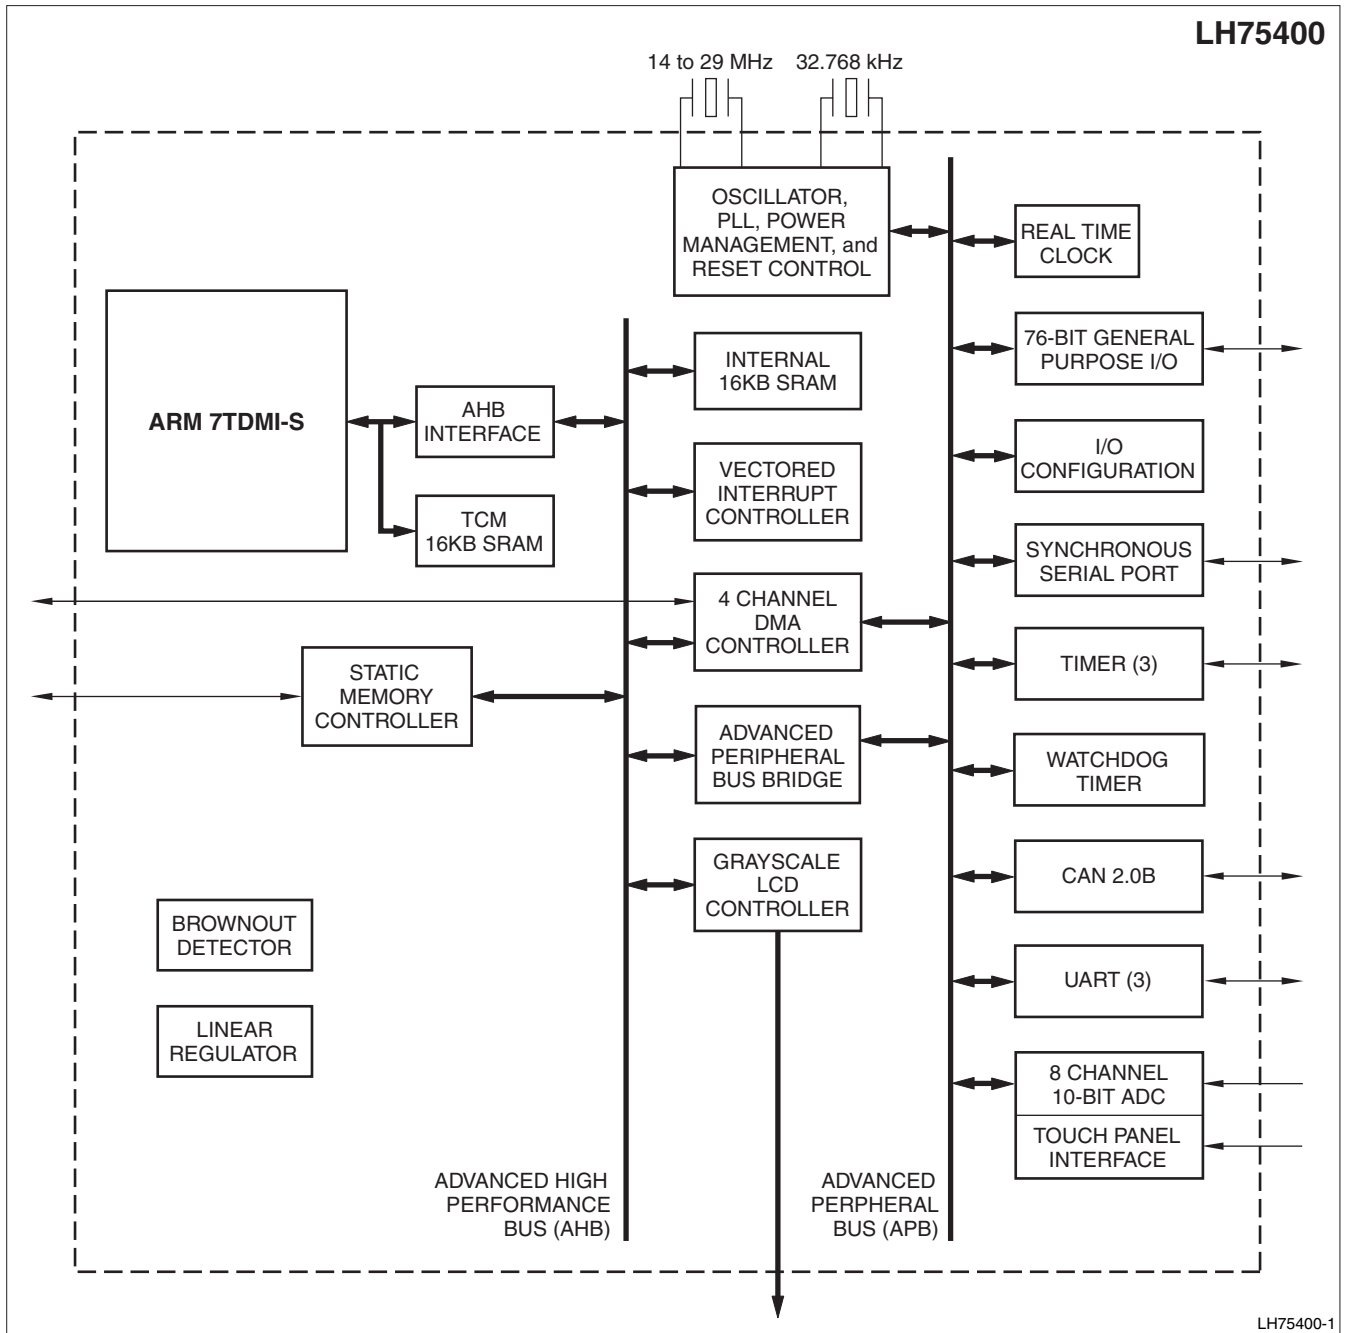 LH75400
14 to 29 MHz
32.768 kHz
OSCILLATOR,
PLL, POWER
MANAGEMENT, and
RESET CONTROL
REAL TIME
CLOCK
76-BIT GENERAL
PURPOSE I/O
INTERNAL
16KB SRAM
ARM 7TDMI-S
AHB
INTERFACE
I/O
CONFIGURATION
VECTORED
INTERRUPT
CONTROLLER
TCM
16KB SRAM
SYNCHRONOUS
SERIAL PORT
4 CHANNEL
DMA
CONTROLLER
STATIC
MEMORY
CONTROLLER
TIMER (3)
ADVANCED
PERIPHERAL
BUS BRIDGE
WATCHDOG
TIMER
GRAYSCALE
LCD
CONTROLLER
CAN 2.0B
BROWNOUT
DETECTOR
UART (3)
LINEAR
REGULATOR
8 CHANNEL
10-BIT ADC
TOUCH PANEL
INTERFACE
ADVANCED HIGH
PERFORMANCE
BUS (AHB)
ADVANCED
PERPHERAL
BUS (APB)
LH75400-1